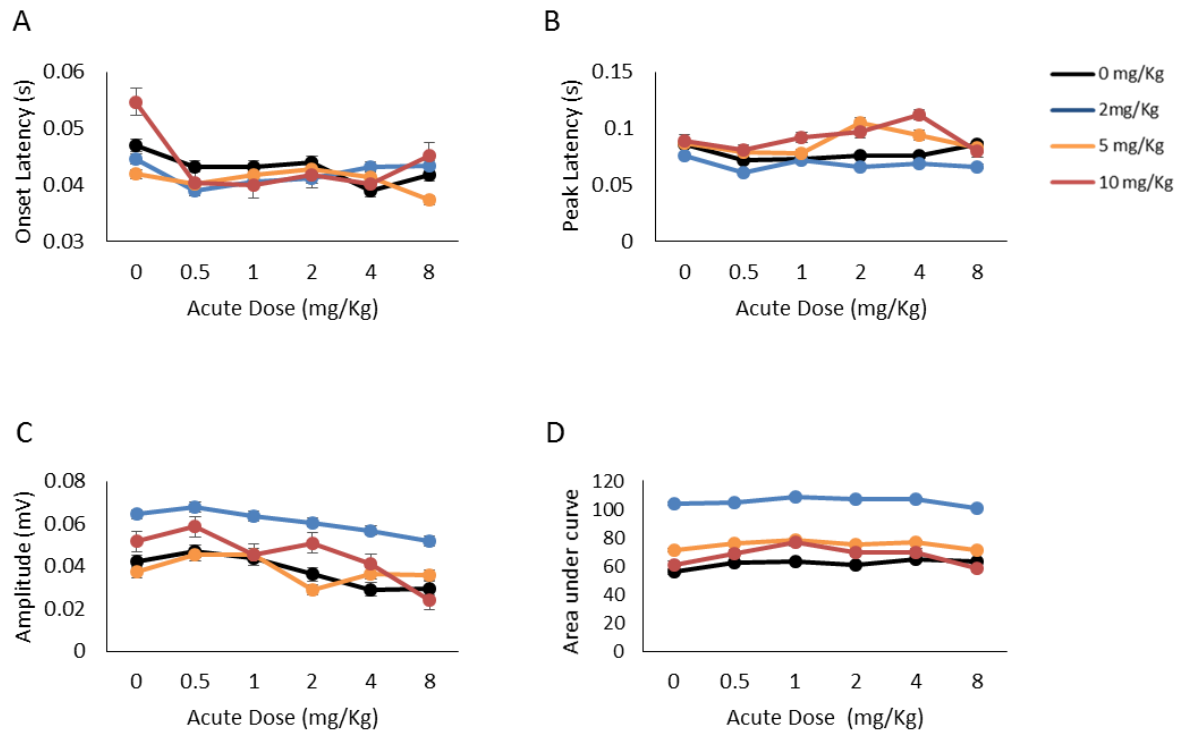 A
Onset Latency (s)
0.06
0.05
0.04
0.03
0 0.5 1 2 4 8
Acute Dose (mg/Kg)
B
Peak Latency (s)
0.15
0.1
0.05
0
0 0.5 1 2 4 8
Acute Dose (mg/Kg)
0 mg/Kg
2mg/Kg
5 mg/Kg
10 mg/Kg
C
Amplitude (mV)
0.08
0.06
0.04
0.02
0
0 0.5 1 2 4 8
Acute Dose (mg/Kg)
D
Area under curve
120
100
80
60
40
20
0
0 0.5 1 2 4 8
Acute Dose (mg/Kg)